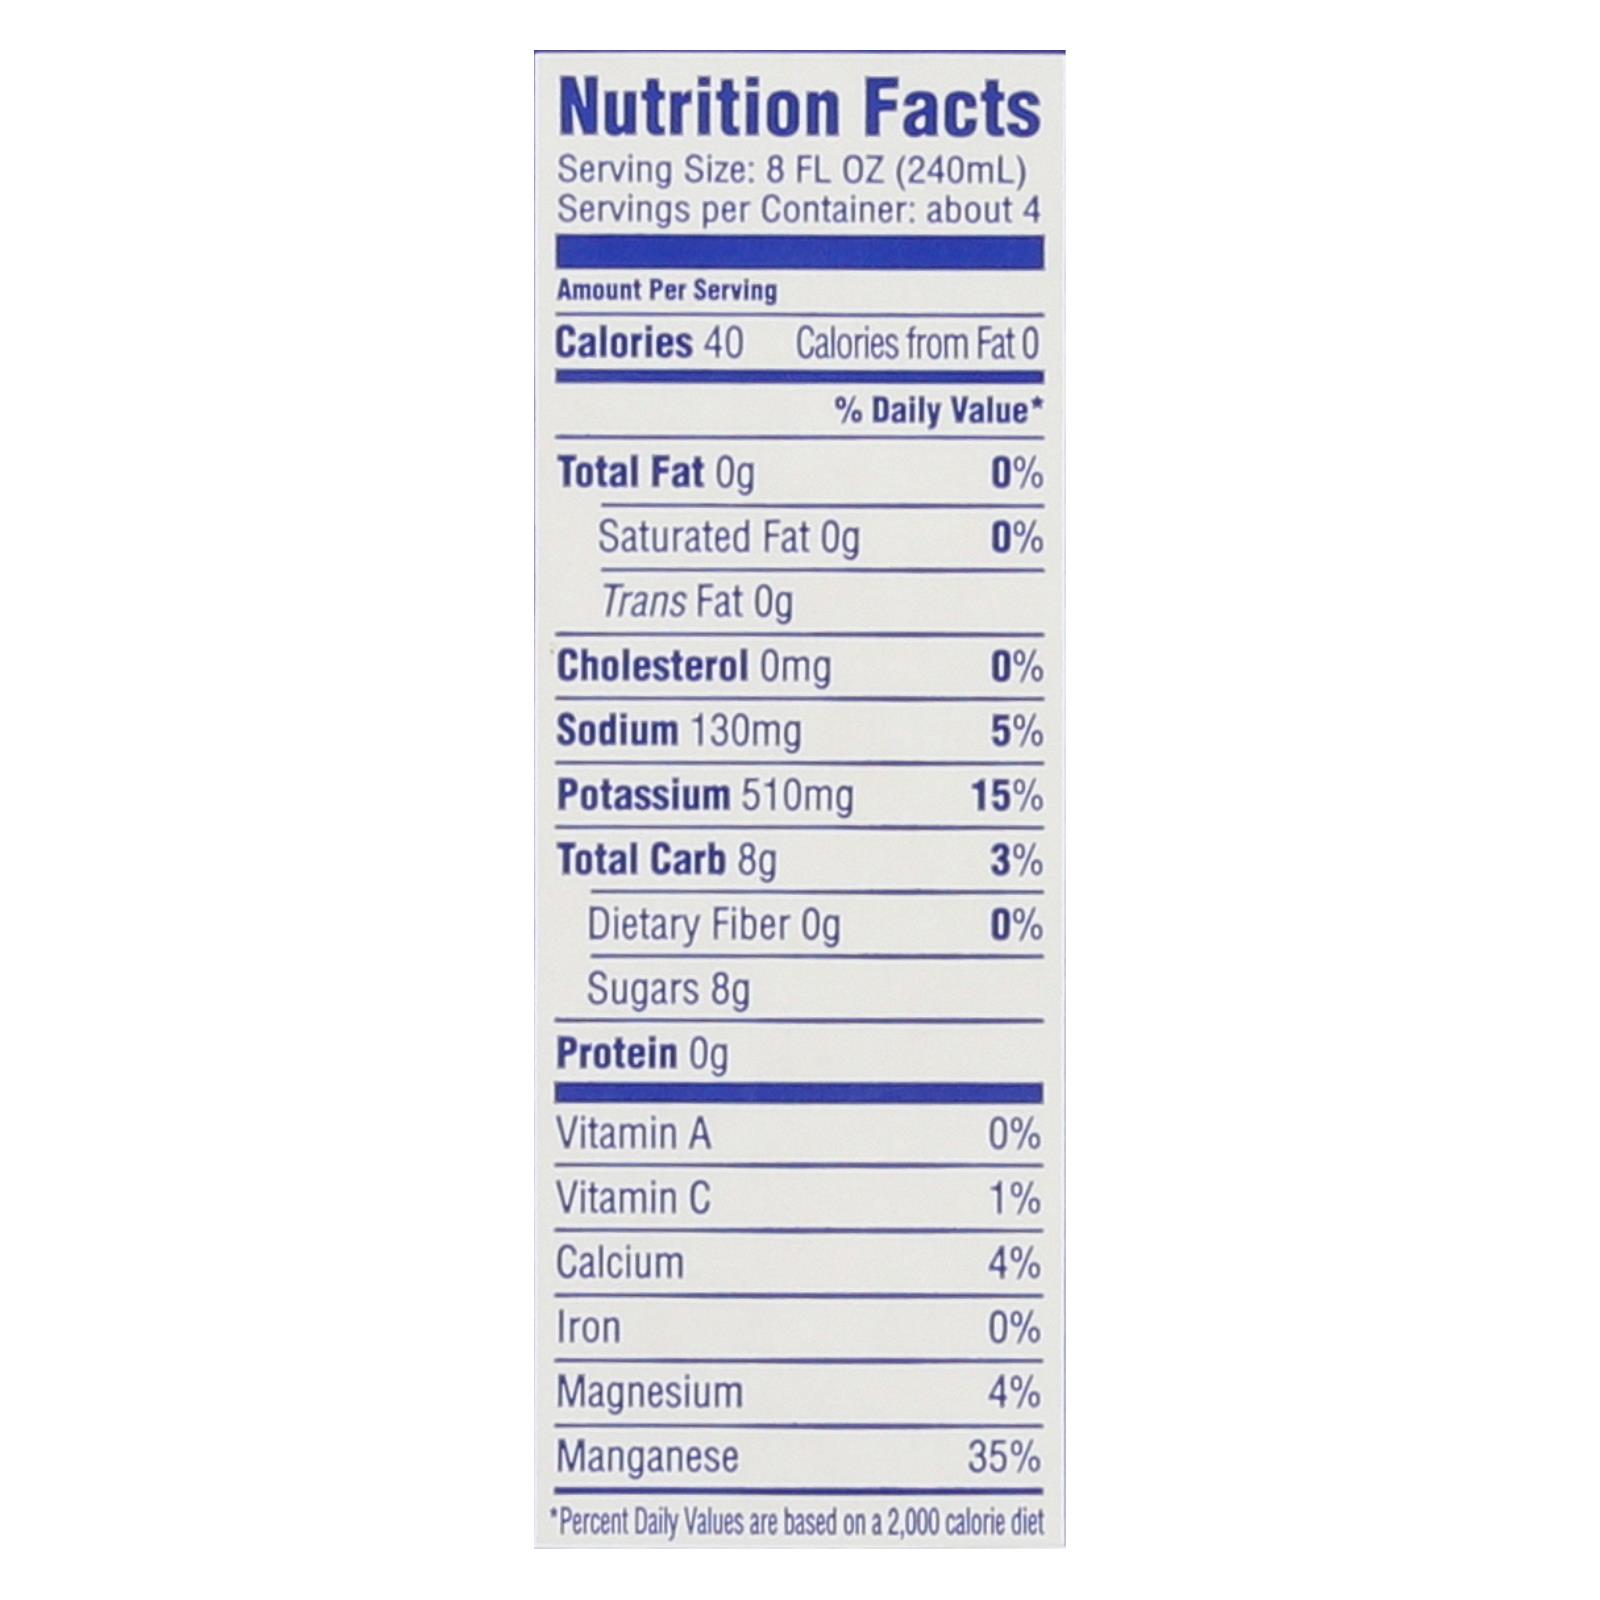 Nutrition Facts
Serving Size: 8 FL OZ (240mL)
Servings per Container: about 4
Amount Per Serving
Calories 40 Calories from Fat 0
% Daily Value*
Total Fat 0g 0%
Saturated Fat 0g 0%
Trans Fat 0g
Cholesterol 0mg 0%
Sodium 130mg 5%
Potassium 510mg 15%
Total Carb 8g 3%
Dietary Fiber 0g 0%
Sugars 8g
Protein 0g
Vitamin A 0%
Vitamin C 1%
Calcium 4%
Iron 0%
Magnesium 4%
Manganese 35%
*Percent Daily Values are based on a 2,000 calorie diet